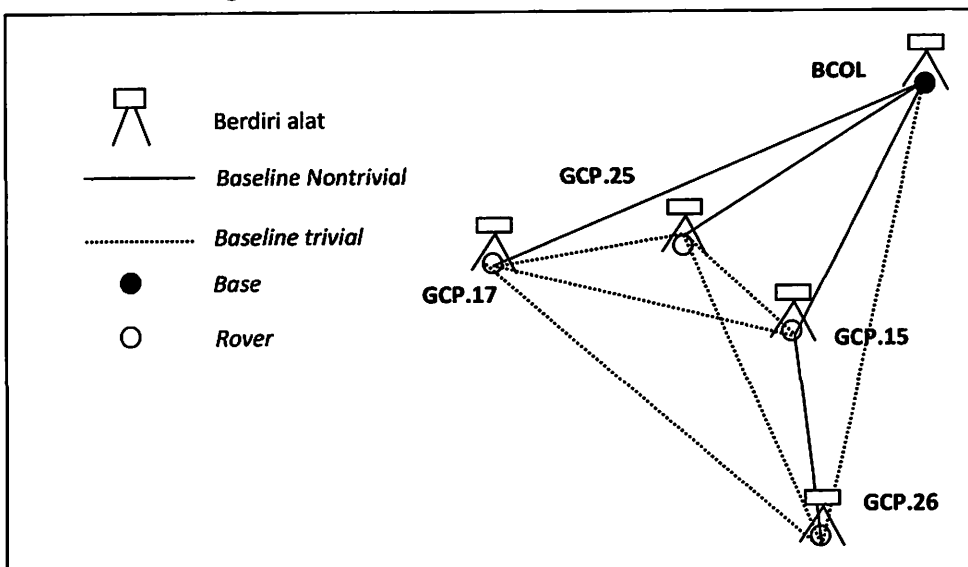 Berdiri alat
Baseline Nontrivial
Baseline trivial
Base
Rover
BCOL
GCP.25
GCP.17
GCP.15
GCP.26